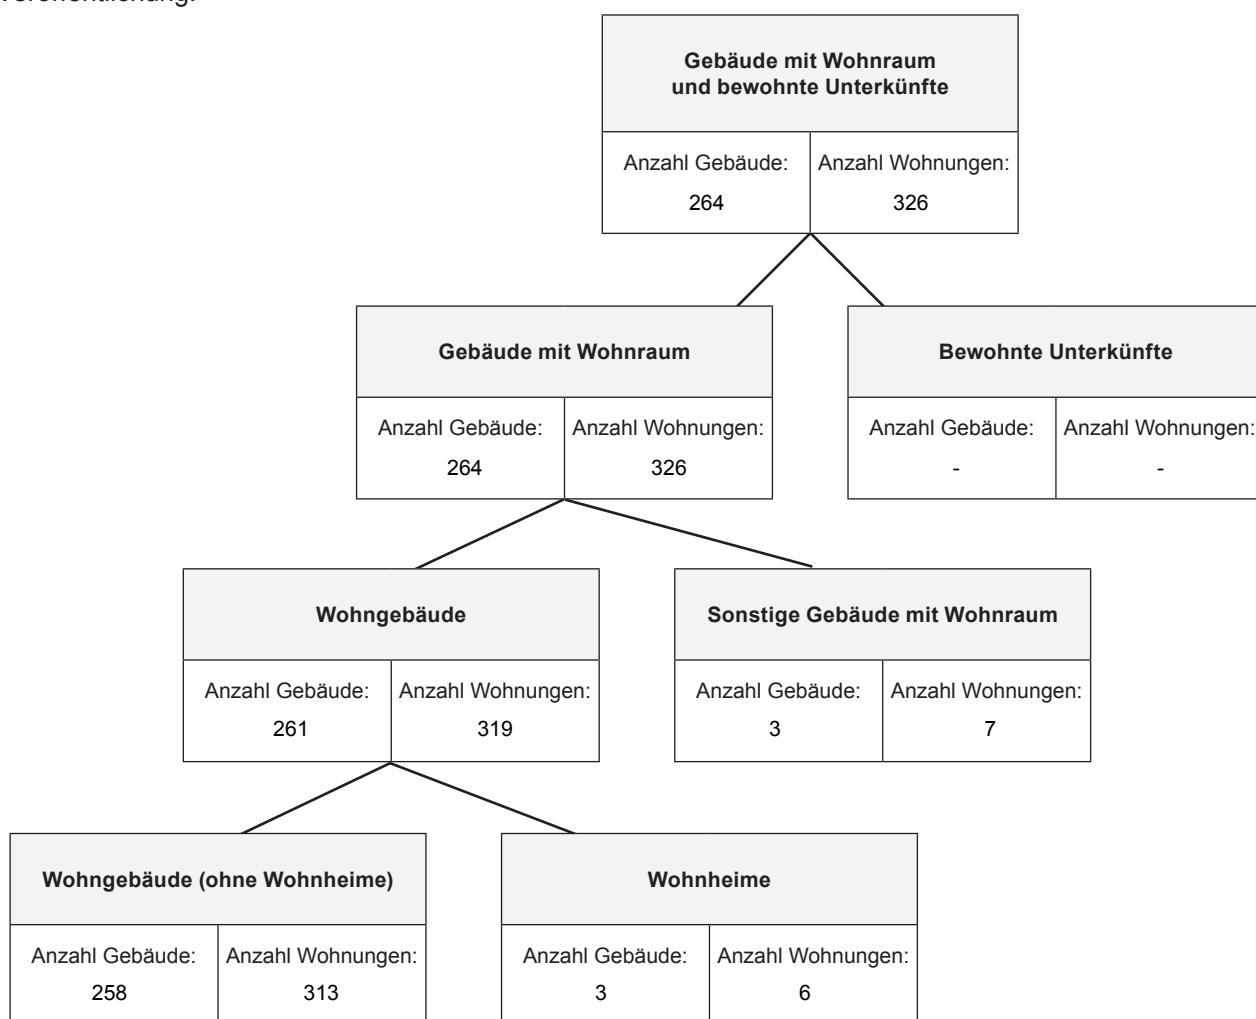 Veröffentlichung.
Gebäude mit Wohnraum
und bewohnte Unterkünfte
Anzahl Gebäude:
264
Anzahl Wohnungen:
326
Gebäude mit Wohnraum
Anzahl Gebäude:
264
Anzahl Wohnungen:
326
Bewohnte Unterkünfte
Anzahl Gebäude:
-
Anzahl Wohnungen:
-
Wohngebäude
Anzahl Gebäude:
261
Anzahl Wohnungen:
319
Sonstige Gebäude mit Wohnraum
Anzahl Gebäude:
3
Anzahl Wohnungen:
7
Wohngebäude (ohne Wohnheime)
Anzahl Gebäude:
258
Anzahl Wohnungen:
313
Wohnheime
Anzahl Gebäude:
3
Anzahl Wohnungen:
6